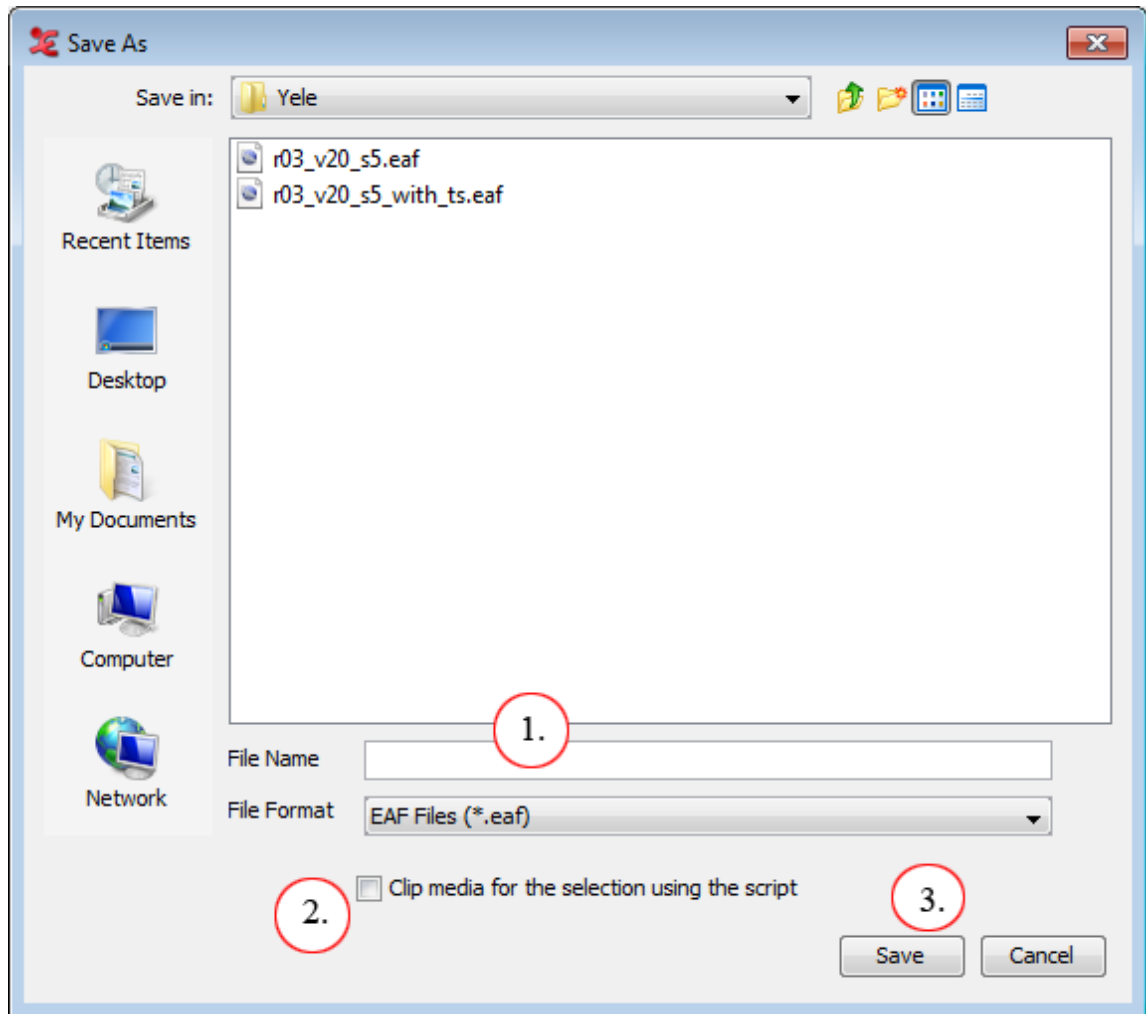 Save As
Save in: Yele
r03_v20_s5.eaf
r03_v20_s5_with_ts.eaf
Recent Items
Desktop
My Documents
Computer
Network
1.
File Name
File Format EAF Files (*.eaf)
2. Clip media for the selection using the script
3.
Save Cancel